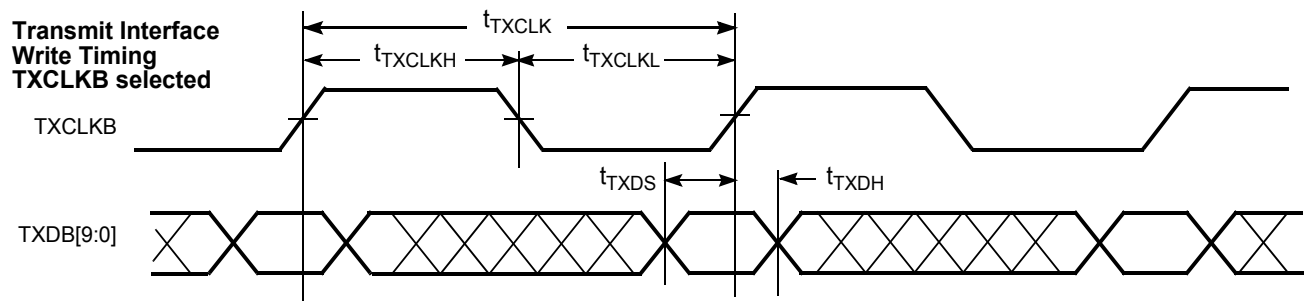 Transmit Interface
Write Timing
TXCLKB selected
tTXCLK
tTXCLKH
tTXCLKL
TXCLKB
tTXDS
tTXDH
TXDB[9:0]